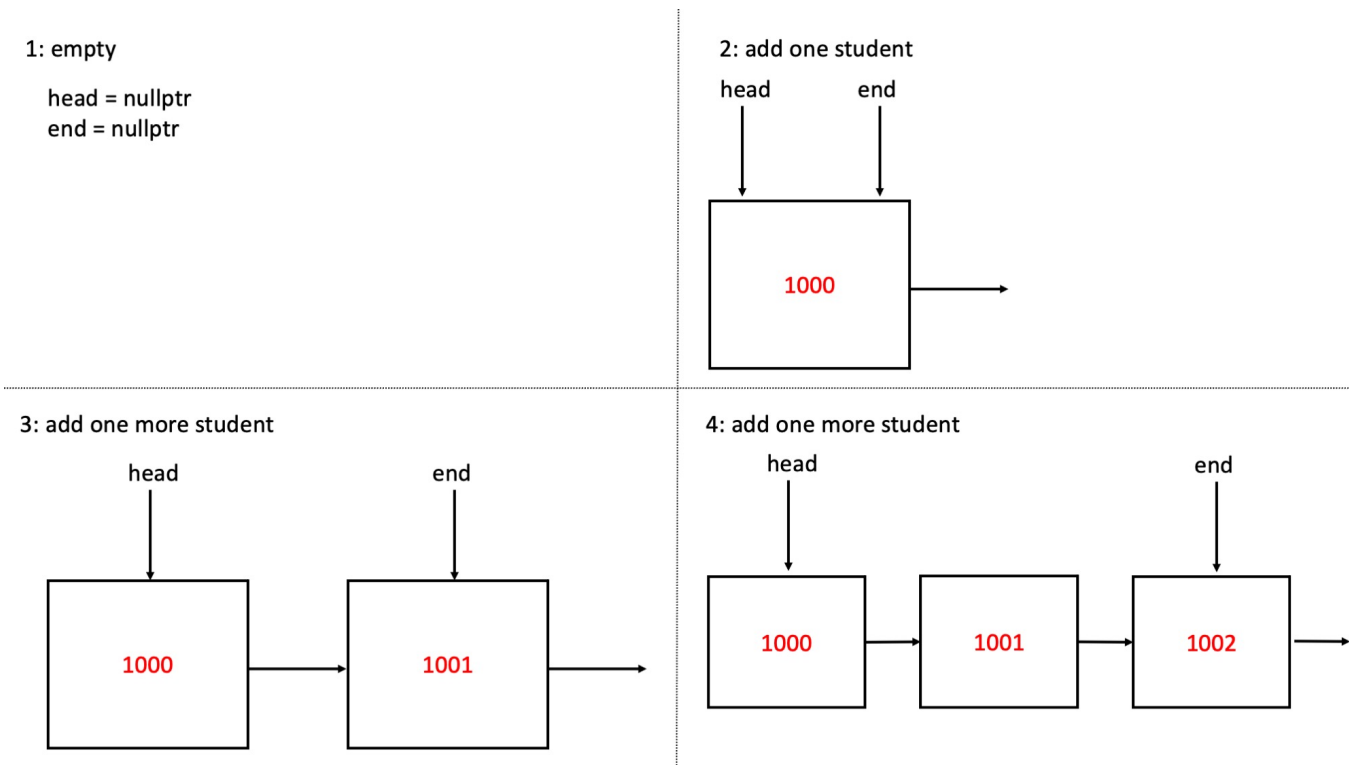 1: empty
head = nullptr
end = nullptr
2: add one student
head end
1000
3: add one more student
head end
1000 1001
4: add one more student
head end
1000 1001 1002